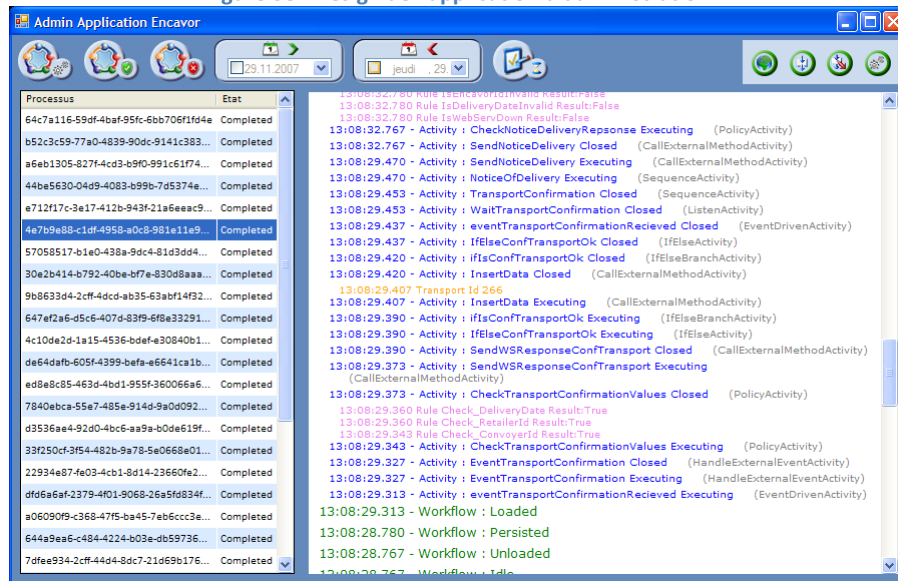 Admin Application Encavor
29.11.2007
jeudi , 29.
Processus Etat
64c7a116-59df-4baf-95fc-6bb706f1fd4e Completed
b52c3c59-77a0-4839-90dc-9141c383... Completed
a6eb1305-827f-4cd3-b9f0-991c61f74... Completed
44be5630-04d9-4083-b99b-7d5374e... Completed
e712f17c-3e17-412b-943f-21a6eeac9... Completed
4e7b9e88-c1df-4958-a0c8-981e11e9... Completed
57058517-b1e0-438a-9dc4-81d3dd4... Completed
30e2b414-b792-40be-bf7e-830d8aaa... Completed
9b8633d4-2cff-4dcd-ab35-63abf14f32... Completed
647ef2a6-d5c6-407d-83f9-6f8e33291... Completed
4c10de2d-1a15-4536-bdef-e30840b1... Completed
de64dafb-605f-4399-befa-e6641ca1b... Completed
ed8e8c85-463d-4bd1-955f-360066a6... Completed
7840ebca-55e7-485e-914d-9a0d092... Completed
d3536ae4-92d0-4bc6-aa9a-b0de619f... Completed
33f250cf-3f54-482b-9a78-5e0668e01... Completed
22934e87-fe03-4cb1-8d14-23660fe2... Completed
dfd6a6af-2379-4f01-9068-26a5fd834f... Completed
a06090f9-c368-47f5-ba45-7eb6ccc3e... Completed
644a9ea6-c484-4224-b03e-db59736... Completed
7dfee934-2cff-44d4-8dc7-21d69b176... Completed
13:08:32.780 Rule IsEncavorIdInvalid Result:False
13:08:32.780 Rule IsDeliveryDateInvalid Result:False
13:08:32.780 Rule IsWebServDown Result:False
13:08:32.767 - Activity : CheckNoticeDeliveryRepsonse Executing (PolicyActivity)
13:08:32.767 - Activity : SendNoticeDelivery Closed (CallExternalMethodActivity)
13:08:29.470 - Activity : SendNoticeDelivery Executing (CallExternalMethodActivity)
13:08:29.470 - Activity : NoticeOfDelivery Executing (SequenceActivity)
13:08:29.453 - Activity : TransportConfirmation Closed (SequenceActivity)
13:08:29.453 - Activity : WaitTransportConfirmation Closed (ListenActivity)
13:08:29.437 - Activity : eventTransportConfirmationRecieved Closed (EventDrivenActivity)
13:08:29.437 - Activity : IfElseConfTransportOk Closed (IfElseActivity)
13:08:29.420 - Activity : ifIsConfTransportOk Closed (IfElseBranchActivity)
13:08:29.420 - Activity : InsertData Closed (CallExternalMethodActivity)
13:08:29.407 Transport Id 266
13:08:29.407 - Activity : InsertData Executing (CallExternalMethodActivity)
13:08:29.390 - Activity : ifIsConfTransportOk Executing (IfElseBranchActivity)
13:08:29.390 - Activity : IfElseConfTransportOk Executing (IfElseActivity)
13:08:29.390 - Activity : SendWSResponseConfTransport Closed (CallExternalMethodActivity)
13:08:29.373 - Activity : SendWSResponseConfTransport Executing
(CallExternalMethodActivity)
13:08:29.373 - Activity : CheckTransportConfirmationValues Closed (PolicyActivity)
13:08:29.360 Rule Check_DeliveryDate Result:True
13:08:29.360 Rule Check_RetailerId Result:True
13:08:29.343 Rule Check_ConvoyerId Result:True
13:08:29.343 - Activity : CheckTransportConfirmationValues Executing (PolicyActivity)
13:08:29.327 - Activity : EventTransportConfirmation Closed (HandleExternalEventActivity)
13:08:29.327 - Activity : EventTransportConfirmation Executing (HandleExternalEventActivity)
13:08:29.313 - Activity : eventTransportConfirmationRecieved Executing (EventDrivenActivity)
13:08:29.313 - Workflow : Loaded
13:08:28.780 - Workflow : Persisted
13:08:28.767 - Workflow : Unloaded
13:08:28.767 - Workflow : Idle